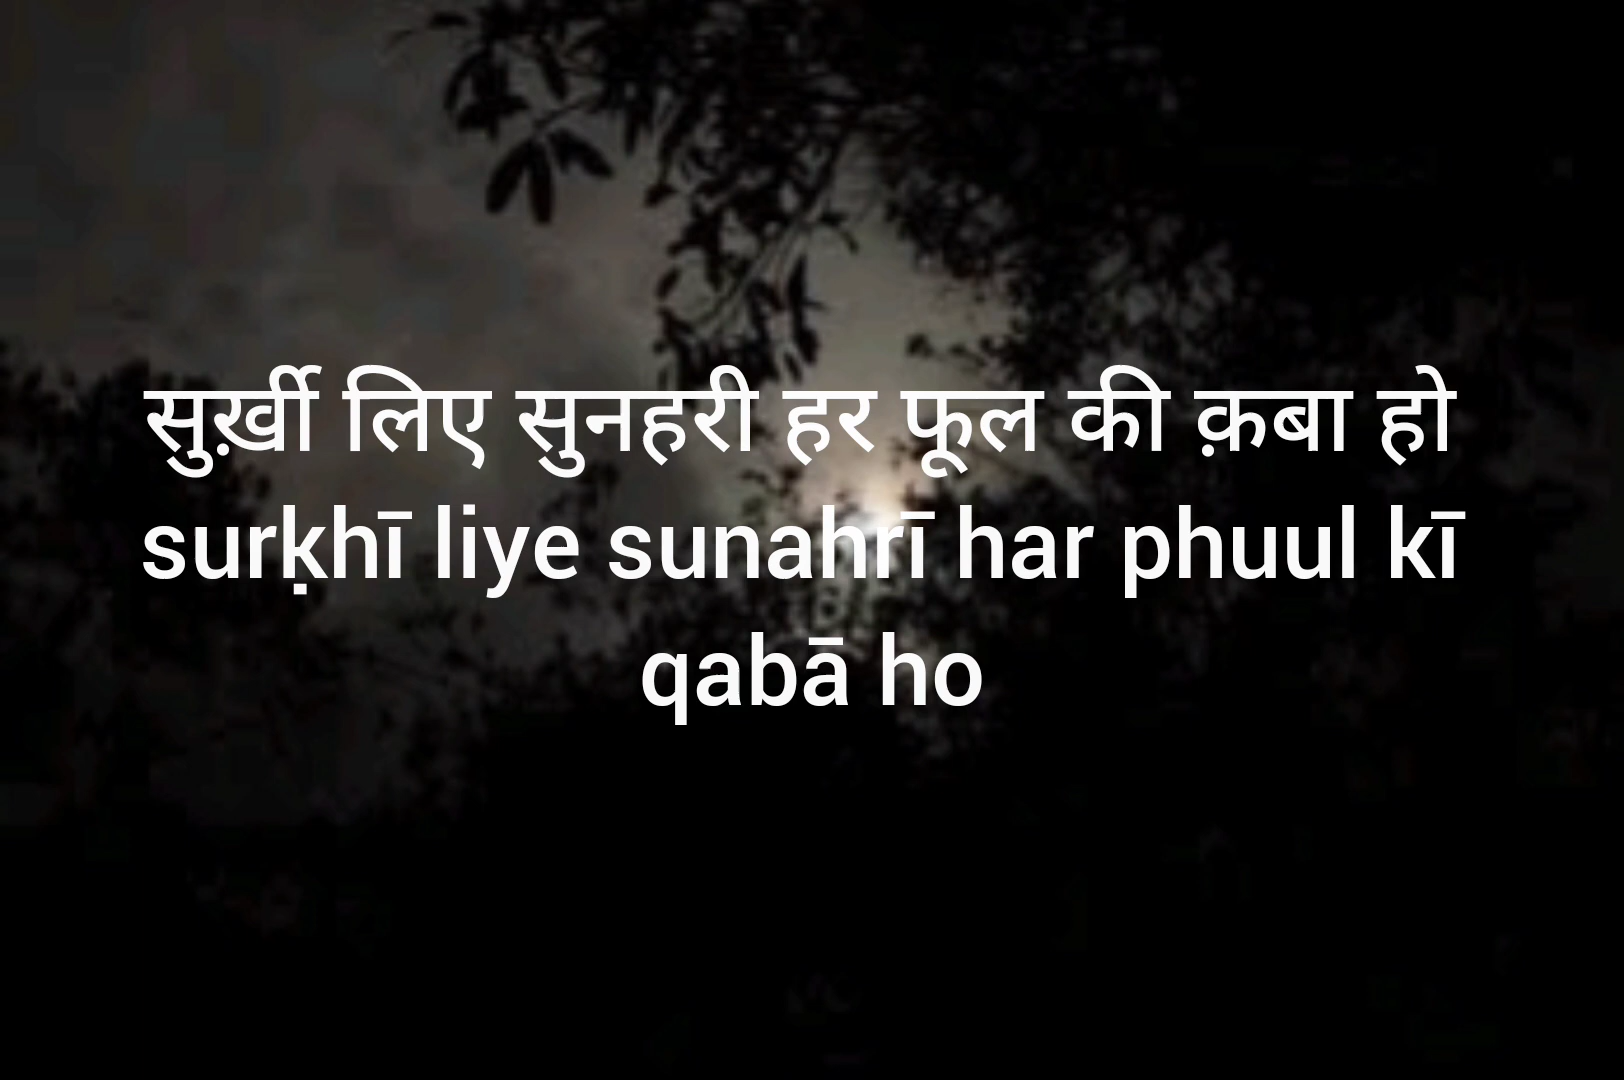 सुर्ख़ी लिए सुनहरी हर फूल की क़बा हो
surḳhī liye sunahrī har phuul kī
qabā ho